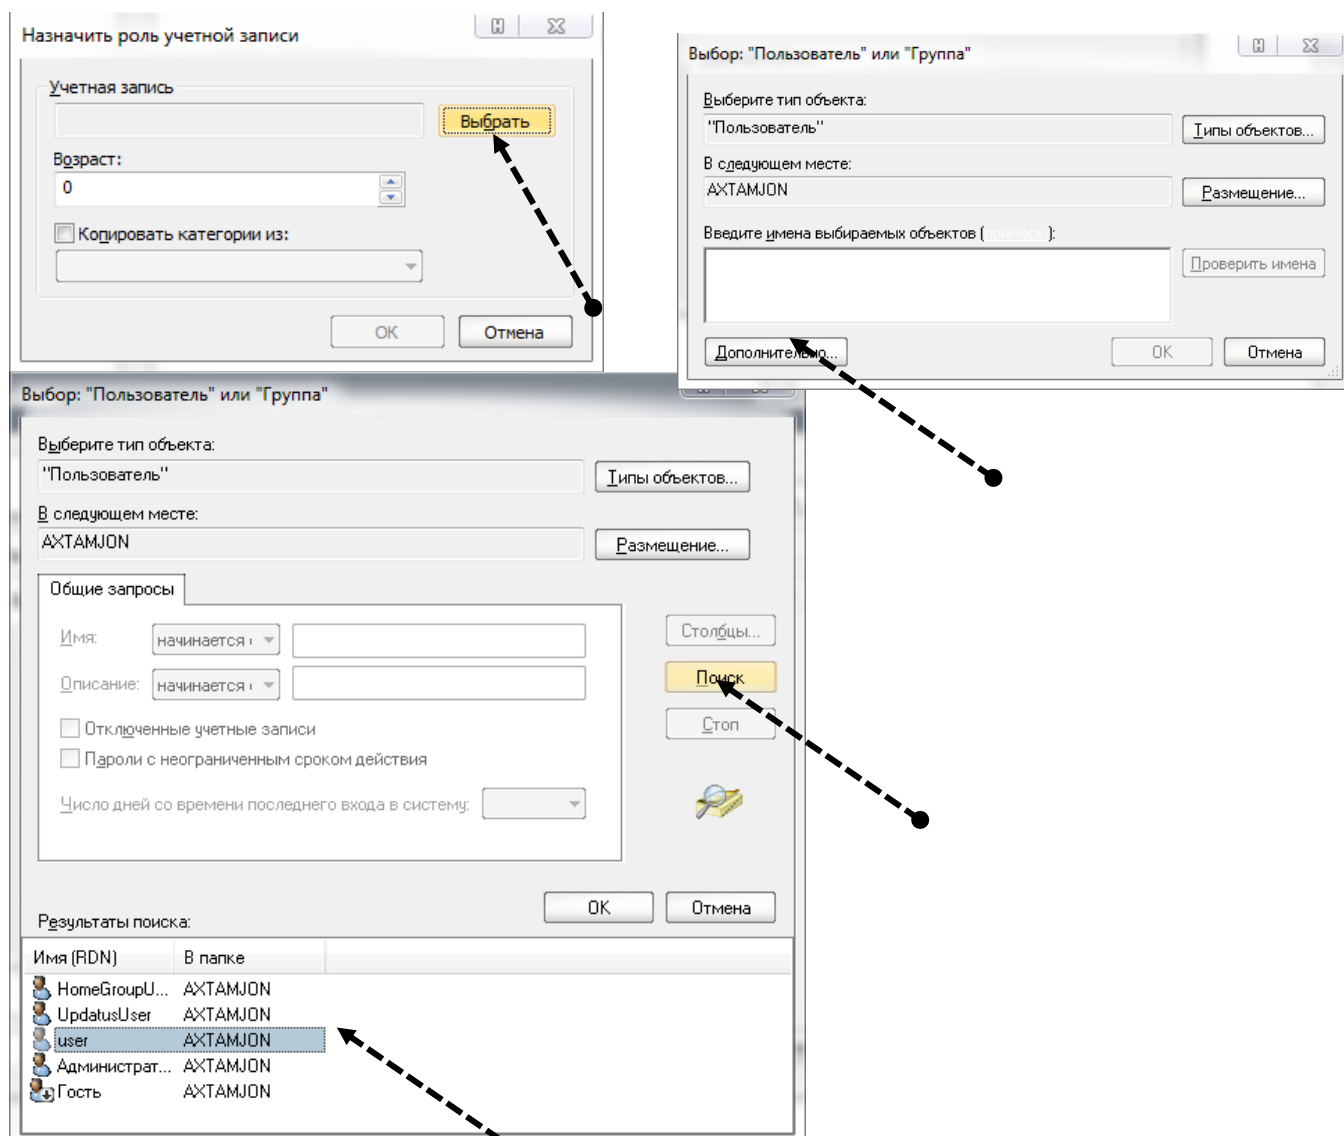 Назначить роль учетной записи
Учетная запись
Выбрать
Возраст:
0
Копировать категории из:
OK
Отмена
Выбор: "Пользователь" или "Группа"
Выберите тип объекта:
"Пользователь"
Типы объектов...
В следующем месте:
AXTAMJON
Размещение...
Введите имена выбираемых объектов (примеры):
Проверить имена
Дополнительно...
OK
Отмена
Выбор: "Пользователь" или "Группа"
Выберите тип объекта:
"Пользователь"
Типы объектов...
В следующем месте:
AXTAMJON
Размещение...
Общие запросы
Имя:
начинается
Столбцы...
Описание:
начинается
Поиск
Отключенные учетные записи
Стоп
Пароли с неограниченным сроком действия
Число дней со времени последнего входа в систему:
OK
Отмена
Результаты поиска:
Имя (RDN) В папке
HomeGroupU... AXTAMJON
UpdatusUser AXTAMJON
user AXTAMJON
Администрат... AXTAMJON
Гость AXTAMJON